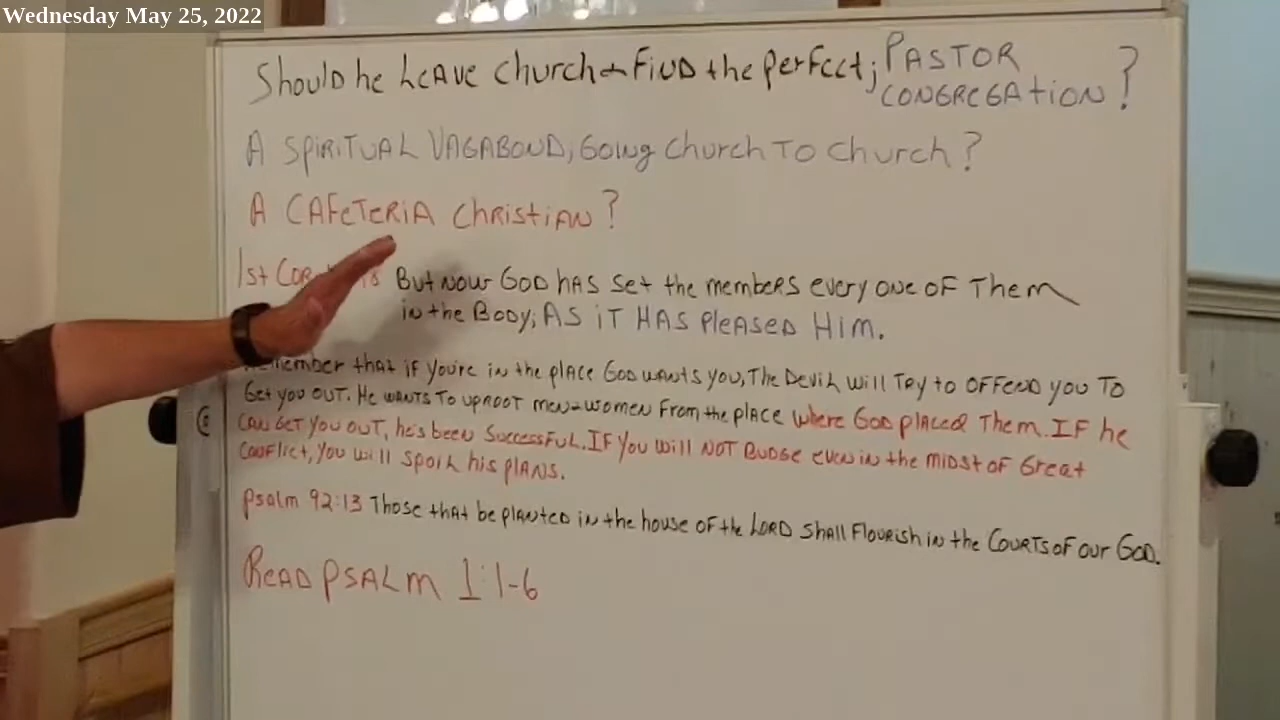 Wednesday May 25, 2022
Should he Leave church & Find the perfect; PASTOR
CONGREGATION?
A SPIRITUAL VAGABOND, Going Church To Church?
A CAFETERIA Christian?
1st But Now GOD has set the members every one of Them
in the Body, AS iT HAS PleaseD HiM.
Remember that if you're in the place GOD wants you, The Devil will Try to OFFEND you TO
Get you OUT. He wants To UPROOT men & women From the place where GOD placed Them. IF he
CAN GET You OUT, he's been SuccessFUL. IF You will NOT BUDGE even in the midst of Great
Conflict, you will spoil his plans.
Psalm 92:13 Those that be planted in the house of the LORD shall Flourish in the Courts of our GOD.
READ PSALM 1:1-6